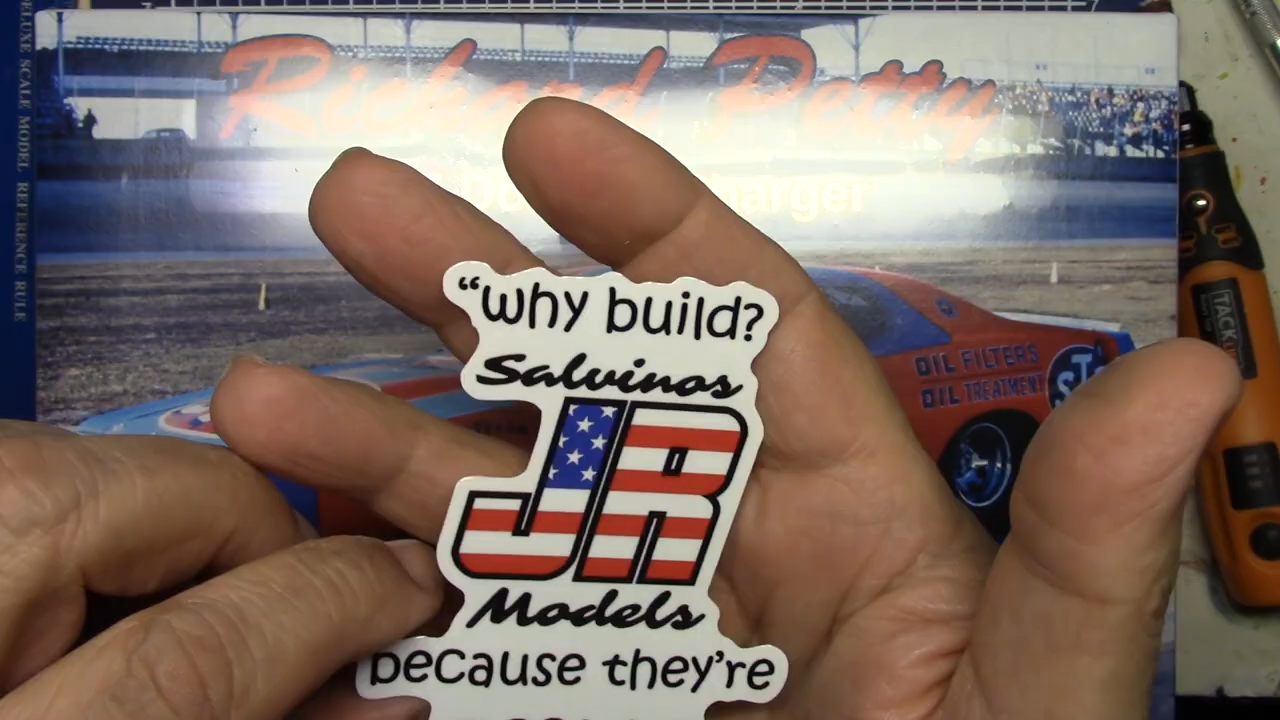 DELUXE SCALE MODEL REFERENCE RULE
Richard Petty
Charger
OIL FILTERS
OIL TREATMENT
"why build?
Salvinos
JR
Models
because they're